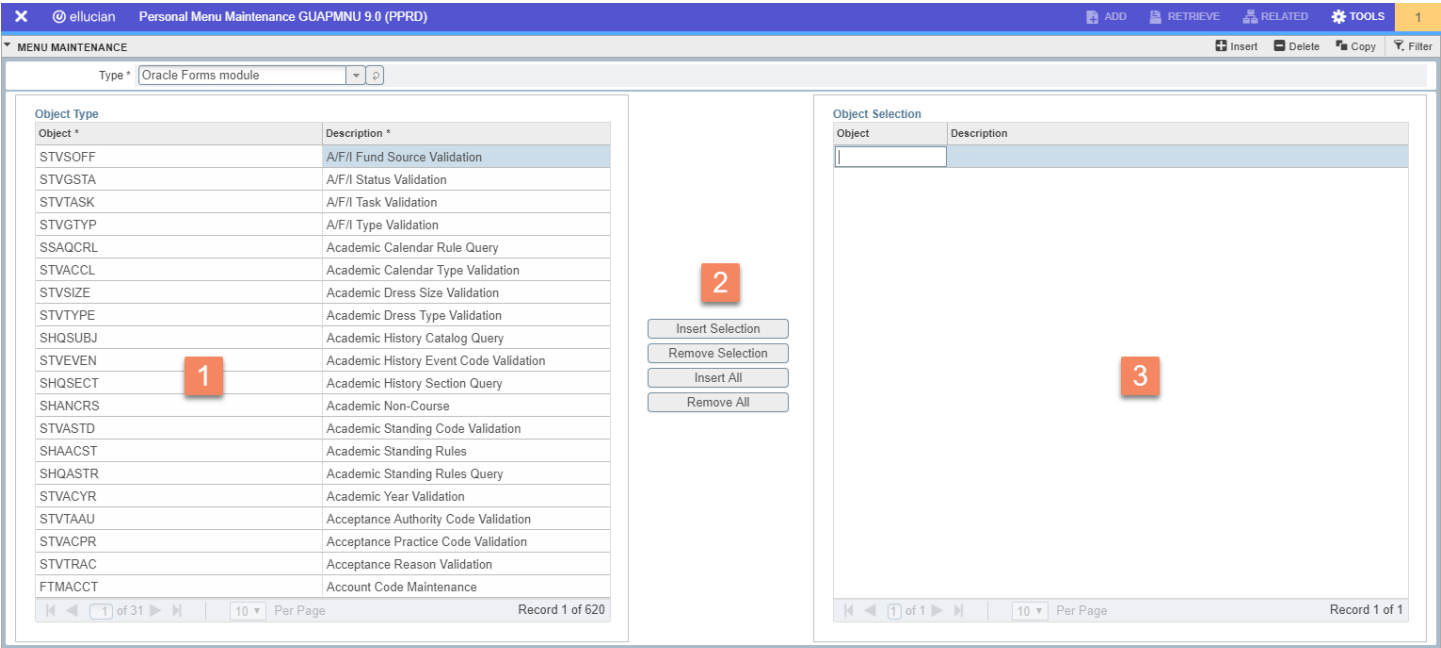 ellucian Personal Menu Maintenance GUAPMNU 9.0 (PPRD) ADD RETRIEVE RELATED TOOLS 1
MENU MAINTENANCE Insert Delete Copy Filter
Type * Oracle Forms module
Object Type
Object * Description *
STVSOFF A/F/I Fund Source Validation
STVGSTA A/F/I Status Validation
STVTASK A/F/I Task Validation
STVGTYP A/F/I Type Validation
SSAQCRL Academic Calendar Rule Query
STVACCL Academic Calendar Type Validation
STVSIZE Academic Dress Size Validation
STVTYPE Academic Dress Type Validation
SHQSUBJ Academic History Catalog Query
STVEVEN Academic History Event Code Validation
SHQSECT Academic History Section Query
SHANCRS Academic Non-Course
STVASTD Academic Standing Code Validation
SHAACST Academic Standing Rules
SHQASTR Academic Standing Rules Query
STVACYR Academic Year Validation
STVTAAU Acceptance Authority Code Validation
STVACPR Acceptance Practice Code Validation
STVTRAC Acceptance Reason Validation
FTMACCT Account Code Maintenance
1 of 31 10 Per Page Record 1 of 620
1
2
Insert Selection
Remove Selection
Insert All
Remove All
Object Selection
Object Description
3
1 of 1 10 Per Page Record 1 of 1